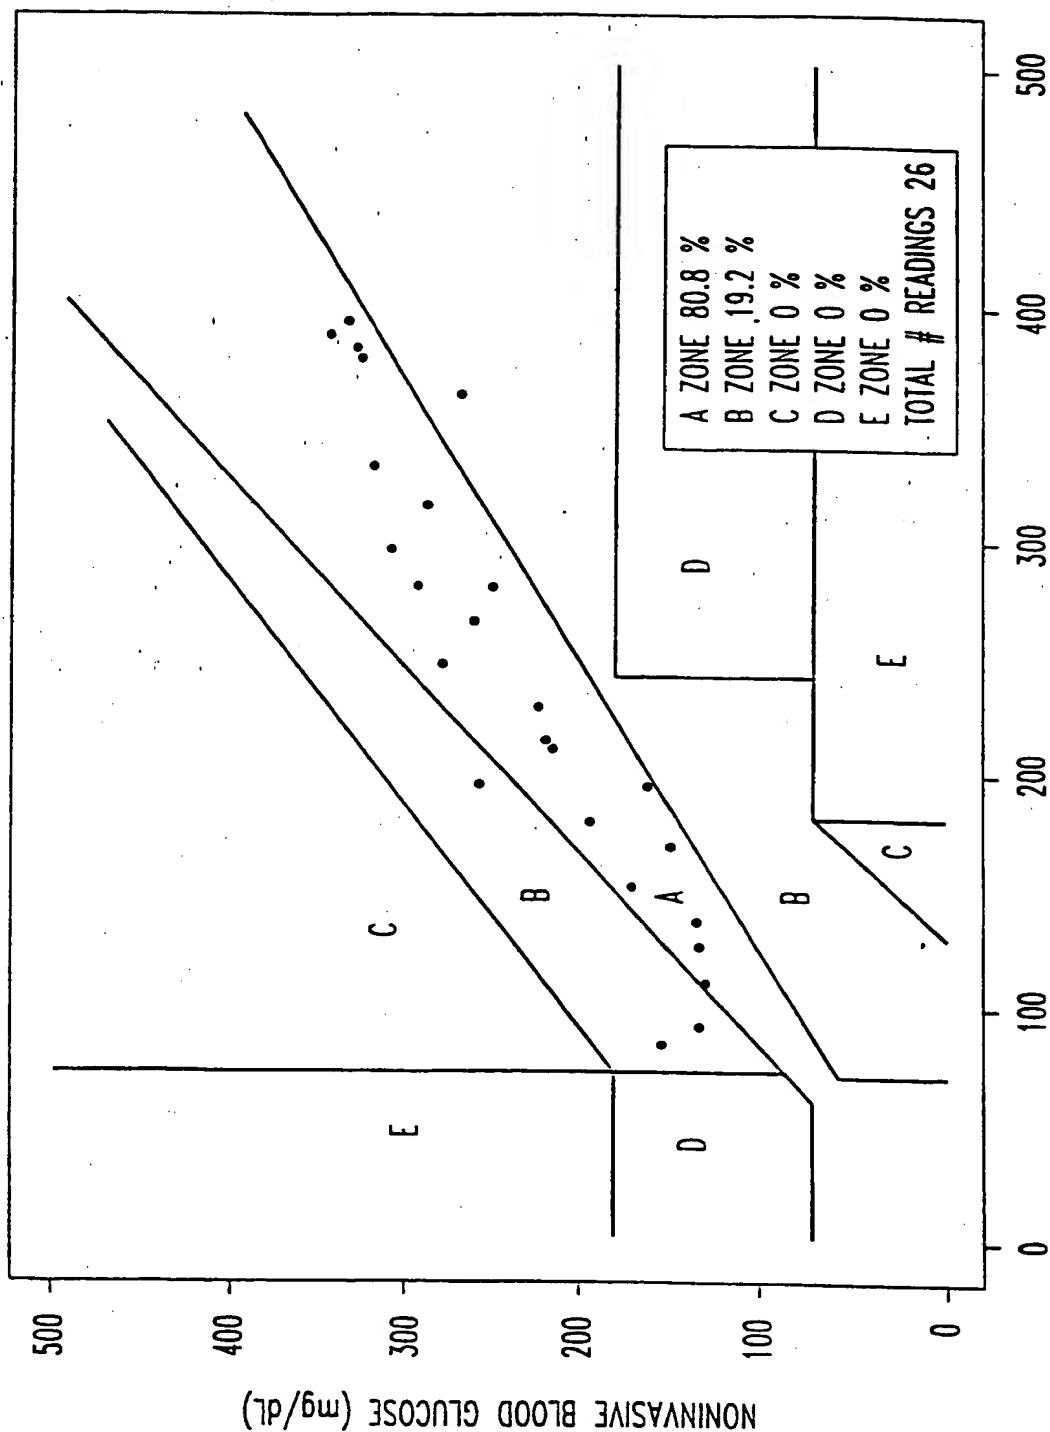 NONINVASIVE BLOOD GLUCOSE (mg/dL)
500
400
300
200
100
0
E
C
B
A
D
D
B
C
E
D
E
A ZONE 80.8 %
B ZONE 19.2 %
C ZONE 0 %
D ZONE 0 %
E ZONE 0 %
TOTAL # READINGS 26
0
100
200
300
400
500